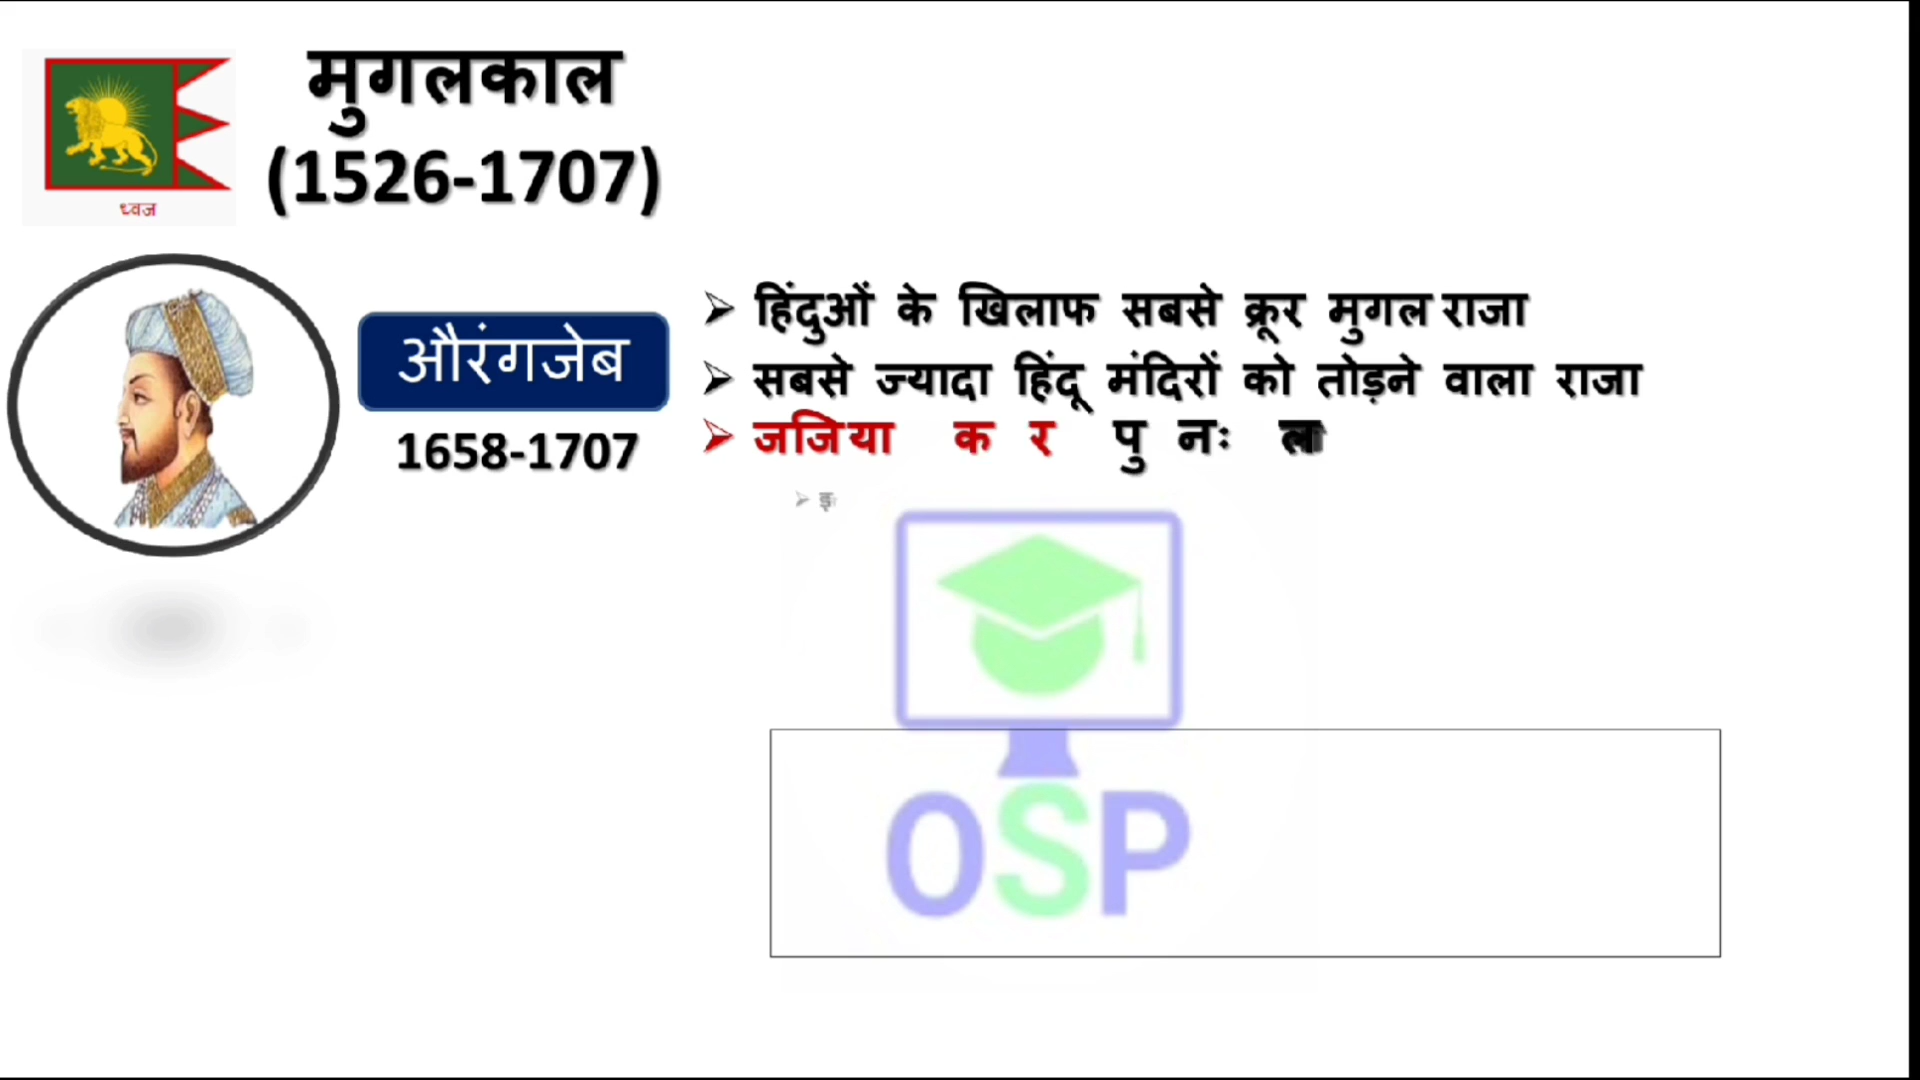 मुगलकाल
(1526-1707)
ध्वज
औरंगजेब
1658-1707
➢ हिंदुओं के खिलाफ सबसे क्रूर मुगल राजा
➢ सबसे ज्यादा हिंदू मंदिरों को तोड़ने वाला राजा
➢ जजिया कर पुनः
OSP